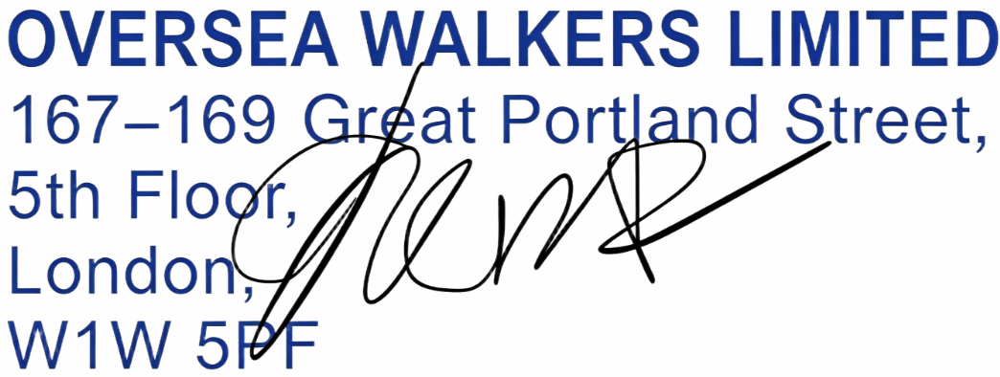 OVERSEA WALKERS LIMITED
167–169 Great Portland Street,
5th Floor,
London,
W1W 5PF